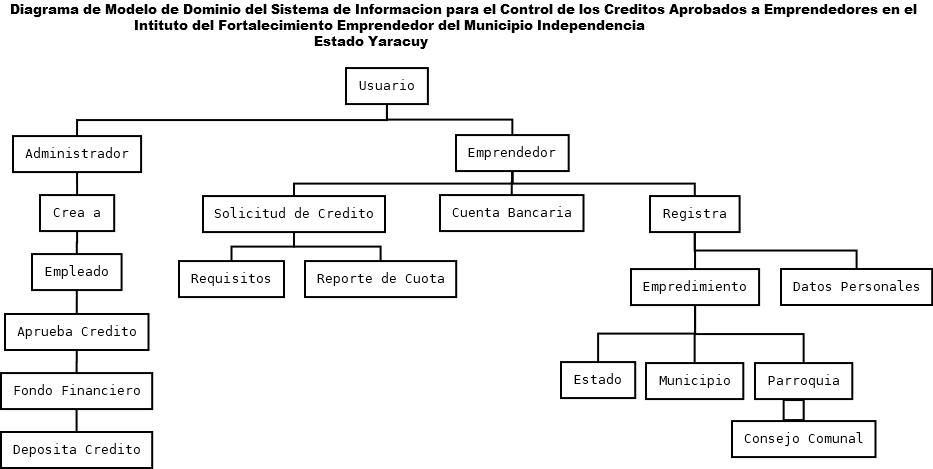 Diagrama de Modelo de Dominio del Sistema de Informacion para el Control de los Creditos Aprobados a Emprendedores en el
Intituto del Fortalecimiento Emprendedor del Municipio Independencia
Estado Yaracuy
Usuario
Administrador
Emprendedor
Crea a
Solicitud de Credito
Cuenta Bancaria
Registra
Empleado
Requisitos
Reporte de Cuota
Empredimiento
Datos Personales
Aprueba Credito
Fondo Financiero
Estado
Municipio
Parroquia
Deposita Credito
Consejo Comunal